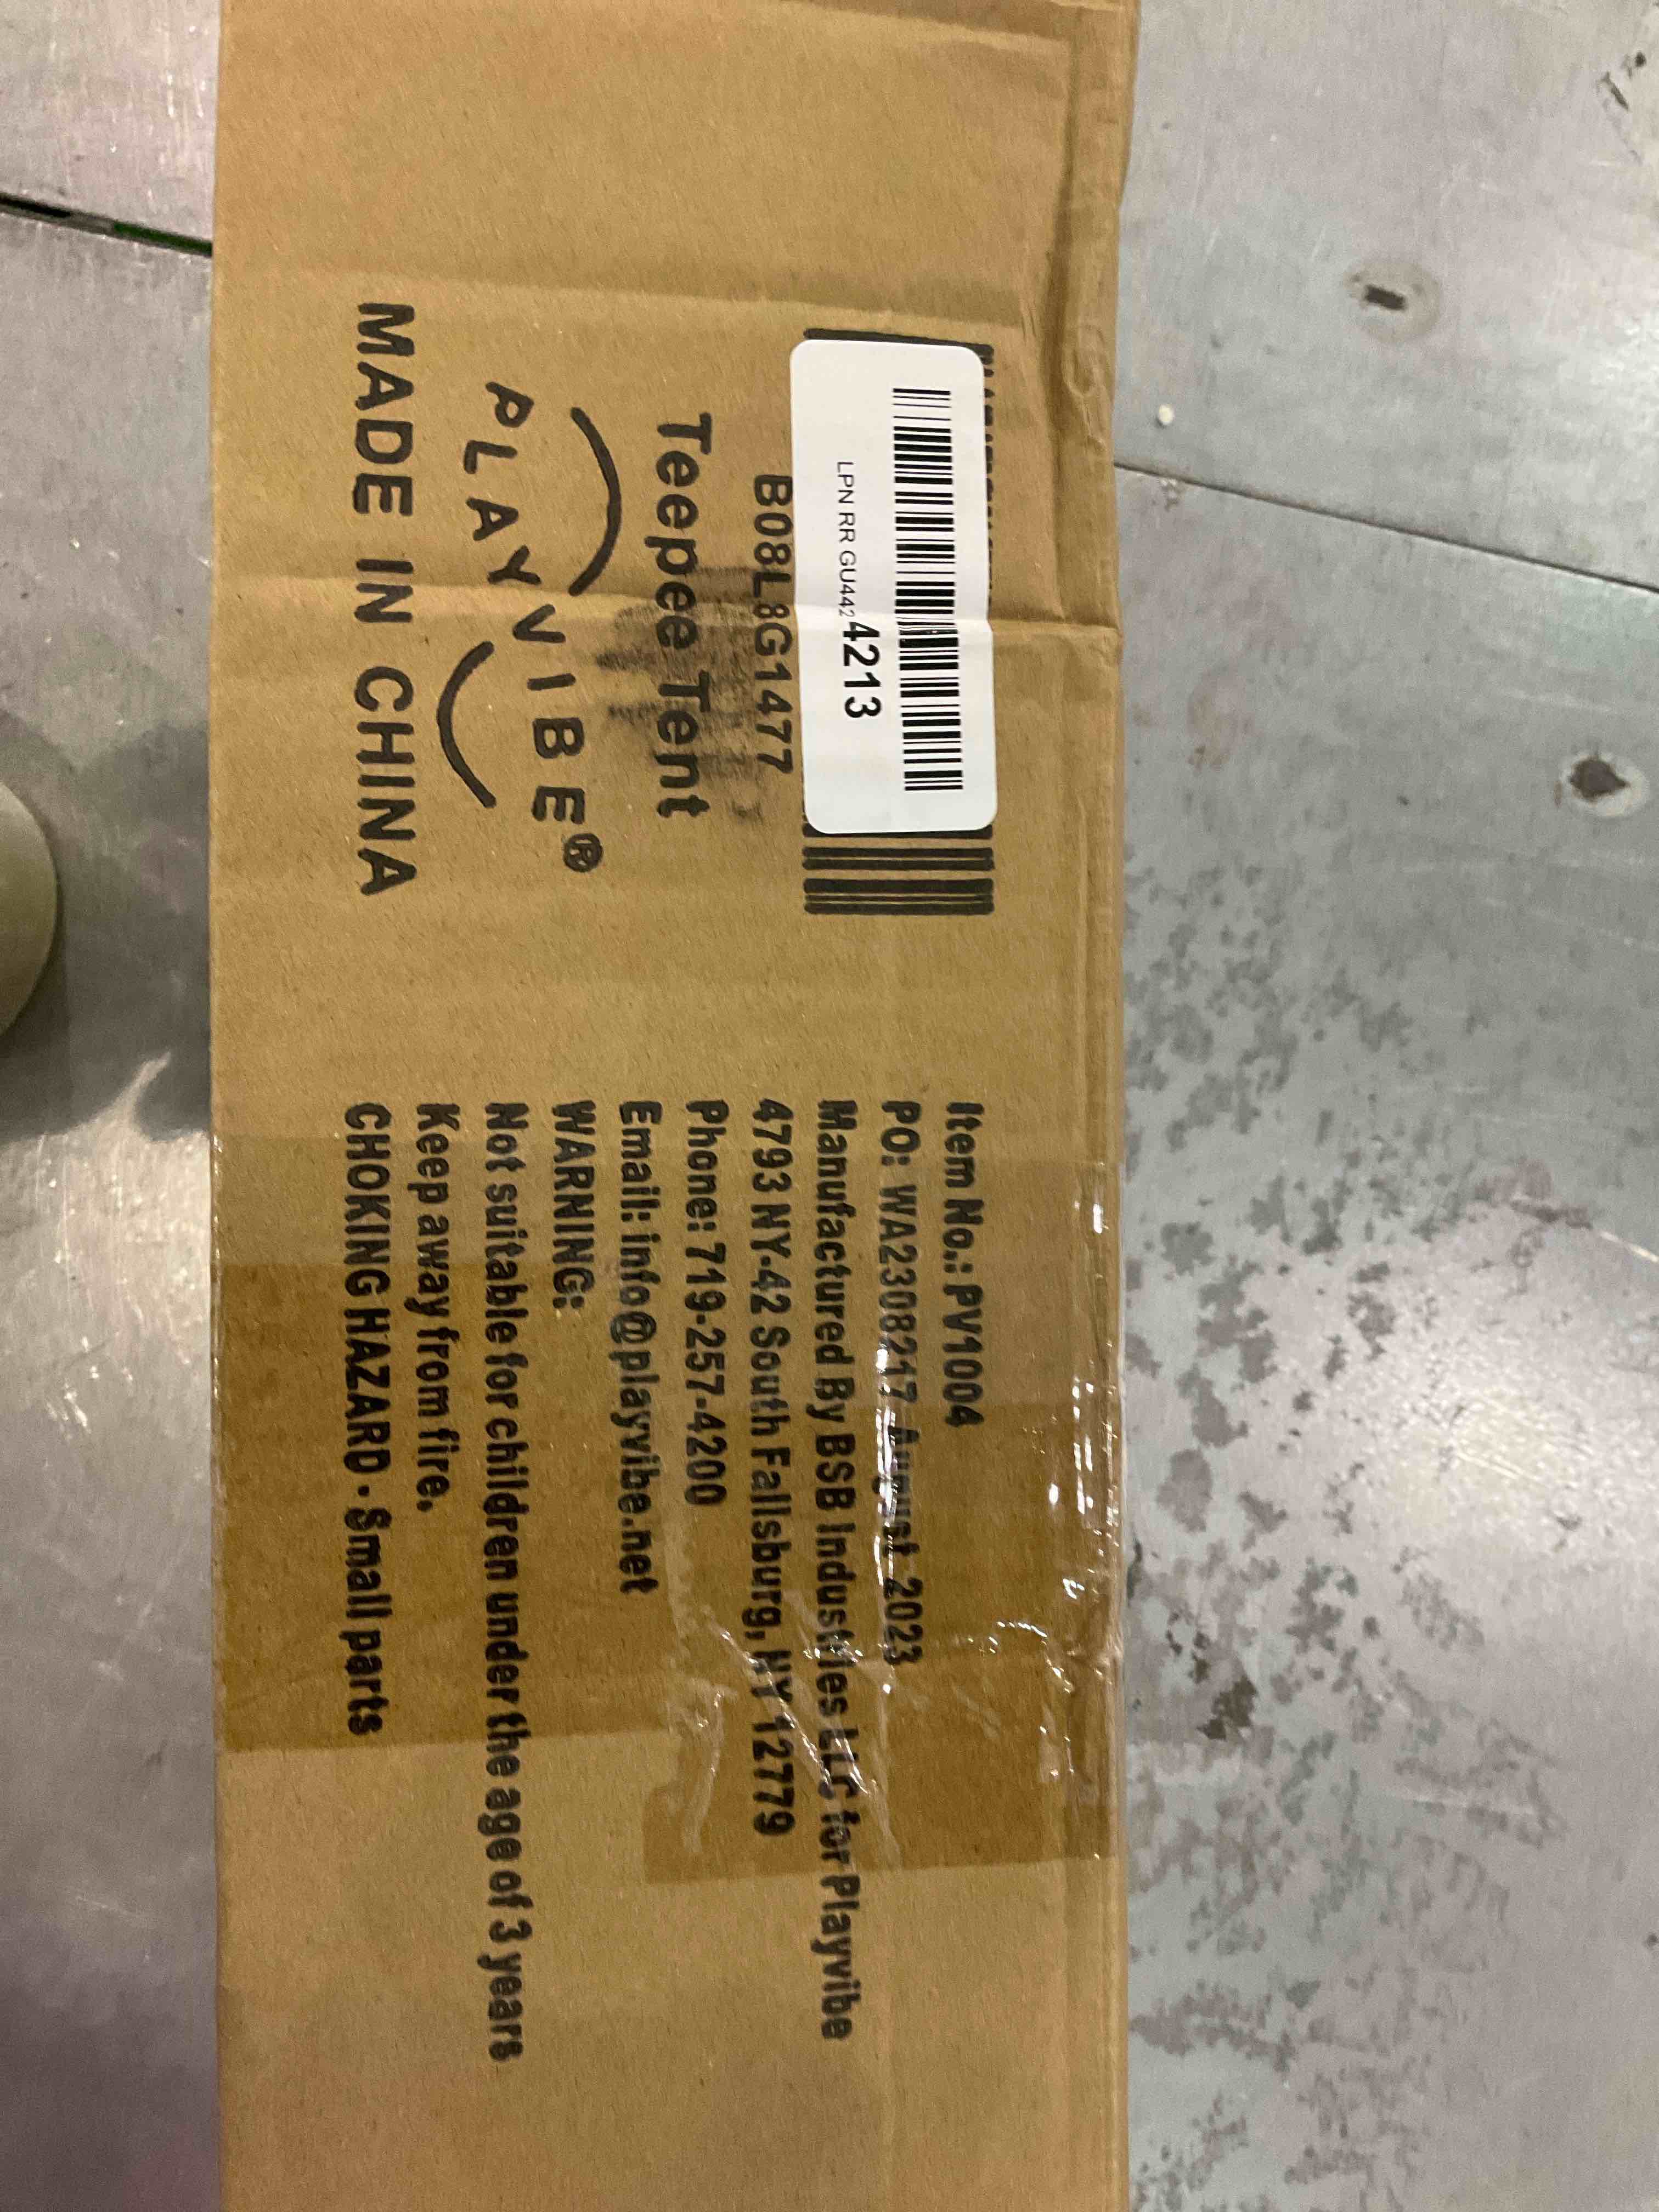 LPN RR GU4424213
B08L8G1477
Teepee Tent
PLAYVIBE®
MADE IN CHINA
Item No.: PV1004
PO: WA2308217 August 2023
Manufactured By BSB Industries LLC for Playvibe
4793 NY-42 South Fallsburg, NY 12779
Phone: 719-257-4200
Email: info@playvibe.net
WARNING:
Not suitable for children under the age of 3 years
Keep away from fire.
CHOKING HAZARD - Small parts